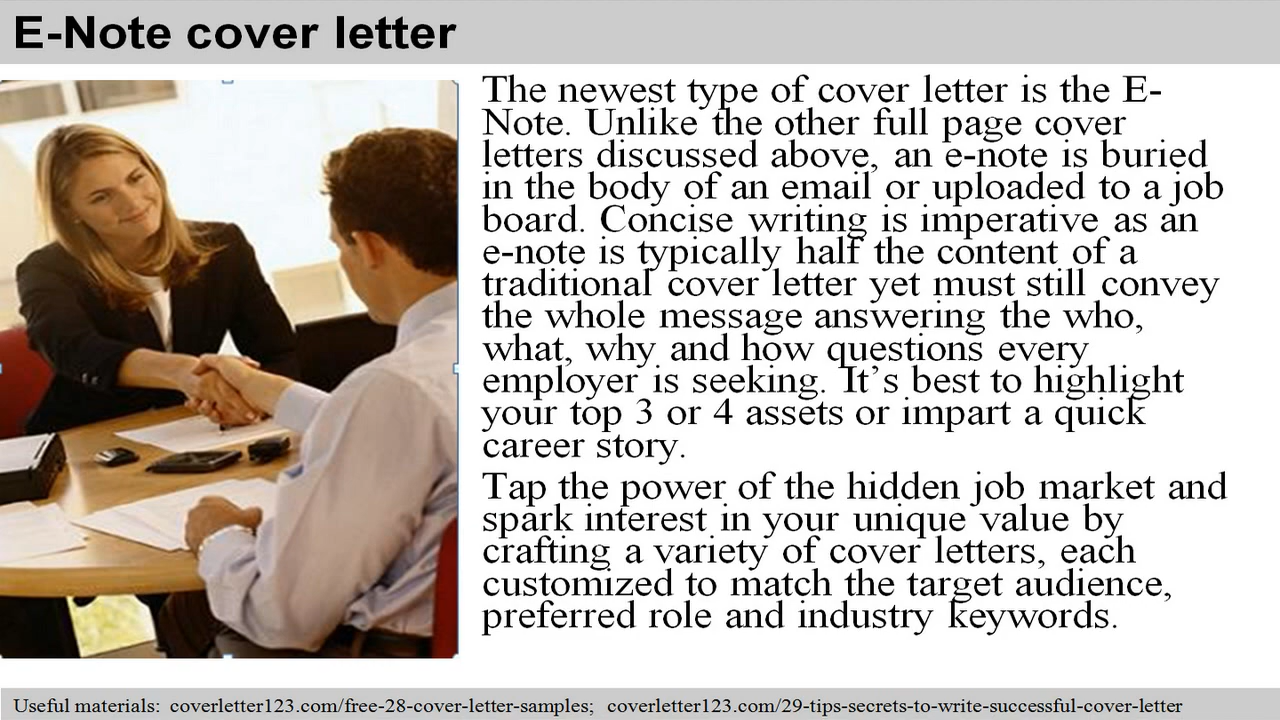 E-Note cover letter
The newest type of cover letter is the E-
Note. Unlike the other full page cover
letters discussed above, an e-note is buried
in the body of an email or uploaded to a job
board. Concise writing is imperative as an
e-note is typically half the content of a
traditional cover letter yet must still convey
the whole message answering the who,
what, why and how questions every
employer is seeking. It’s best to highlight
your top 3 or 4 assets or impart a quick
career story.
Tap the power of the hidden job market and
spark interest in your unique value by
crafting a variety of cover letters, each
customized to match the target audience,
preferred role and industry keywords.
Useful materials: coverletter123.com/free-28-cover-letter-samples; coverletter123.com/29-tips-secrets-to-write-successful-cover-letter